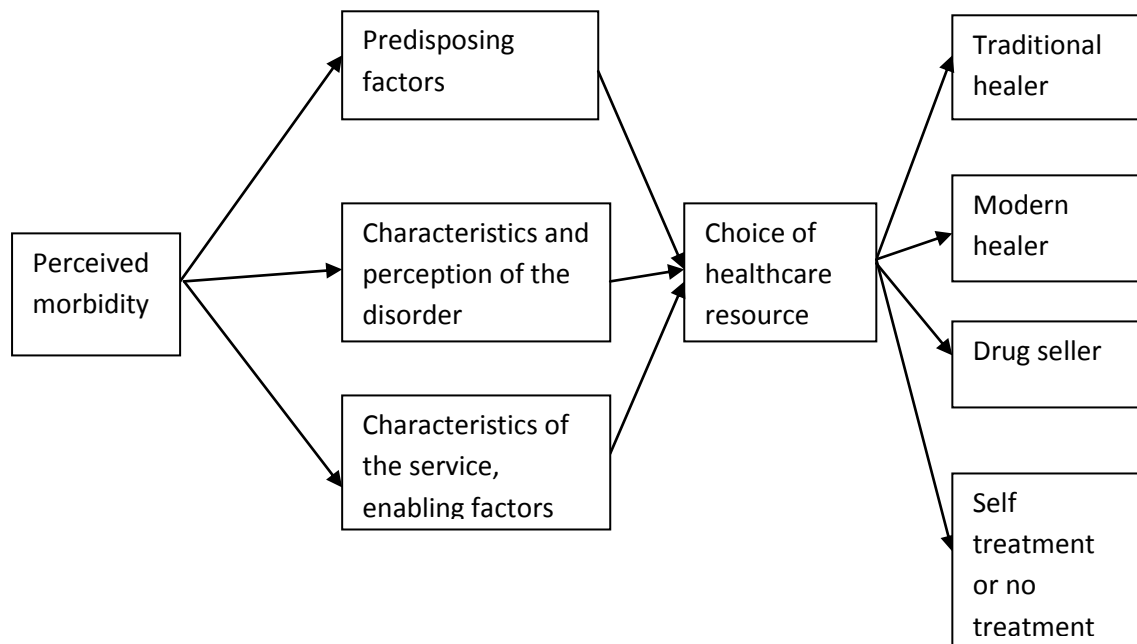 Perceived
morbidity
Predisposing
factors
Characteristics and
perception of the
disorder
Characteristics of
the service,
enabling factors
Choice of
healthcare
resource
Traditional
healer
Modern
healer
Drug seller
Self
treatment
or no
treatment